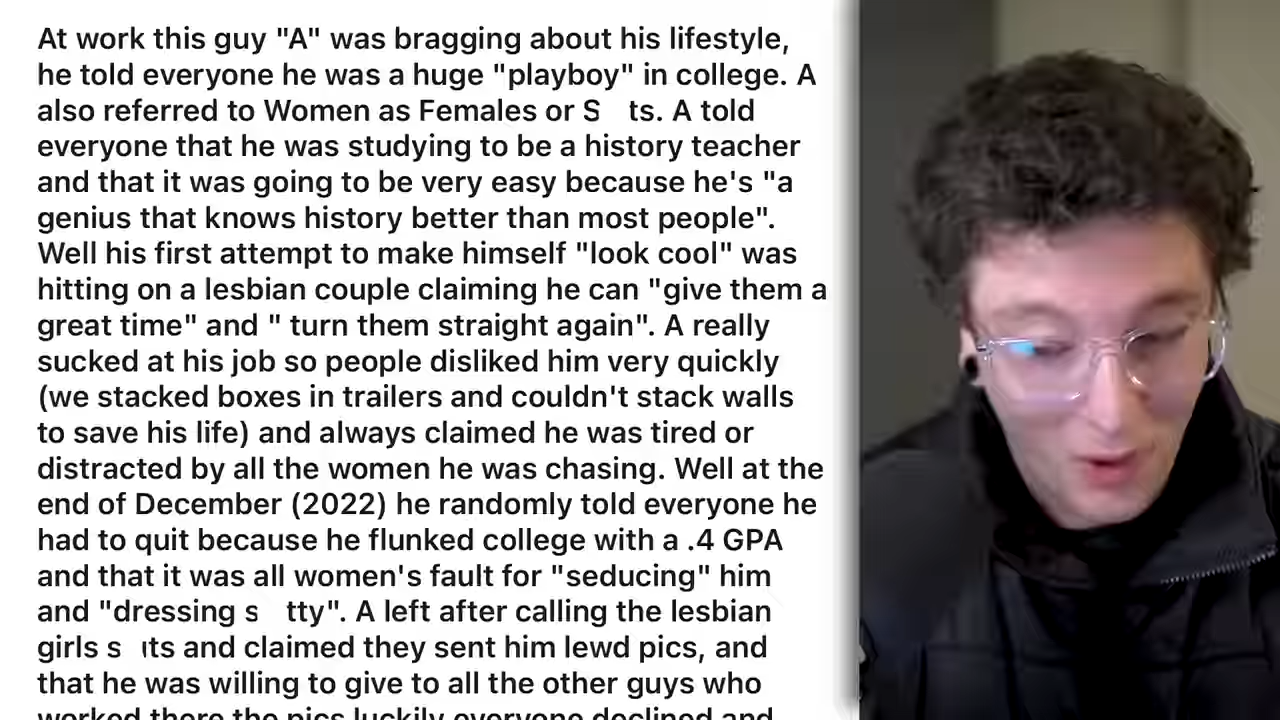 At work this guy "A" was bragging about his lifestyle,
he told everyone he was a huge "playboy" in college. A
also referred to Women as Females or S ts. A told
everyone that he was studying to be a history teacher
and that it was going to be very easy because he's "a
genius that knows history better than most people".
Well his first attempt to make himself "look cool" was
hitting on a lesbian couple claiming he can "give them a
great time" and " turn them straight again". A really
sucked at his job so people disliked him very quickly
(we stacked boxes in trailers and couldn't stack walls
to save his life) and always claimed he was tired or
distracted by all the women he was chasing. Well at the
end of December (2022) he randomly told everyone he
had to quit because he flunked college with a .4 GPA
and that it was all women's fault for "seducing" him
and "dressing s tty". A left after calling the lesbian
girls s ts and claimed they sent him lewd pics, and
that he was willing to give to all the other guys who
worked there the pics luckily everyone declined and